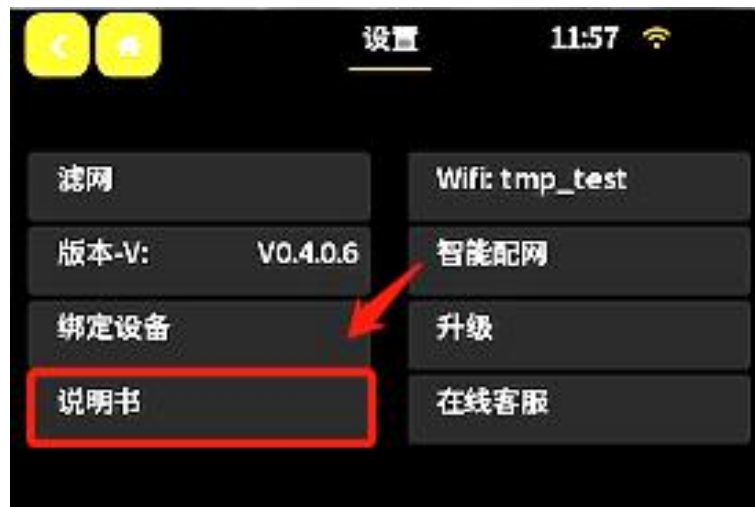 设置 11:57
滤网 Wifi: tmp_test
版本-V: V0.4.0.6 智能配网
绑定设备 升级
说明书 在线客服